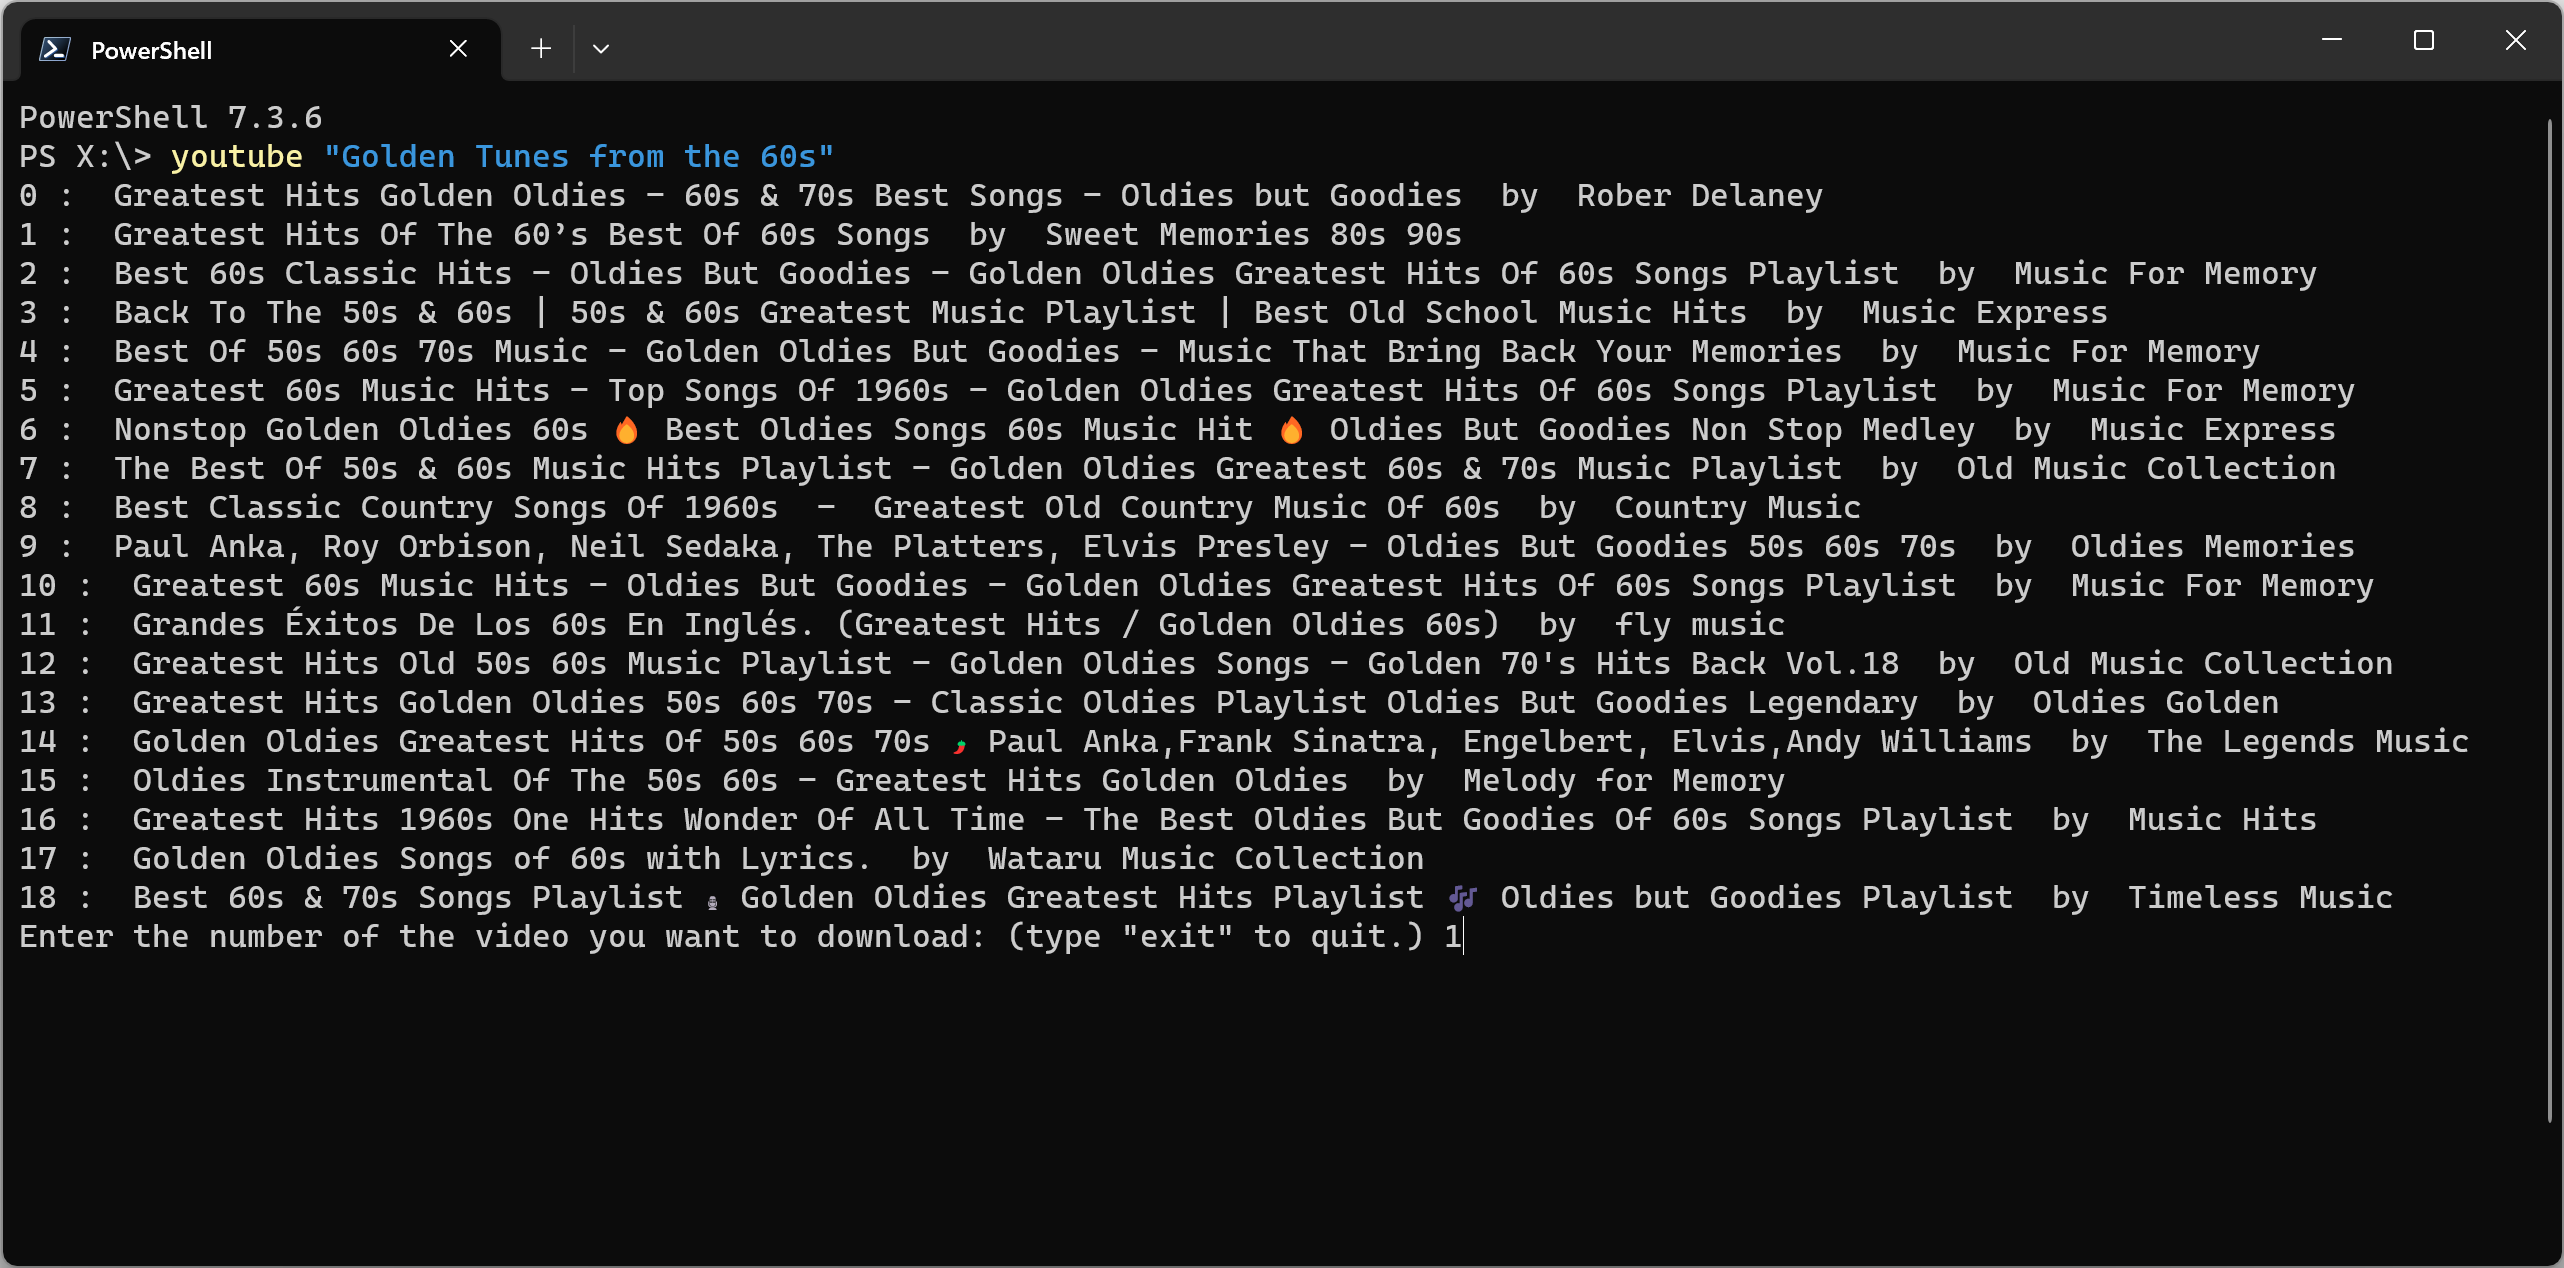 PowerShell
PowerShell 7.3.6
PS X:\> youtube "Golden Tunes from the 60s"
0 :  Greatest Hits Golden Oldies - 60s & 70s Best Songs - Oldies but Goodies  by  Rober Delaney
1 :  Greatest Hits Of The 60’s Best Of 60s Songs  by  Sweet Memories 80s 90s
2 :  Best 60s Classic Hits - Oldies But Goodies - Golden Oldies Greatest Hits Of 60s Songs Playlist  by  Music For Memory
3 :  Back To The 50s & 60s | 50s & 60s Greatest Music Playlist | Best Old School Music Hits  by  Music Express
4 :  Best Of 50s 60s 70s Music - Golden Oldies But Goodies - Music That Bring Back Your Memories  by  Music For Memory
5 :  Greatest 60s Music Hits - Top Songs Of 1960s - Golden Oldies Greatest Hits Of 60s Songs Playlist  by  Music For Memory
6 :  Nonstop Golden Oldies 60s 🔥 Best Oldies Songs 60s Music Hit 🔥 Oldies But Goodies Non Stop Medley  by  Music Express
7 :  The Best Of 50s & 60s Music Hits Playlist - Golden Oldies Greatest 60s & 70s Music Playlist  by  Old Music Collection
8 :  Best Classic Country Songs Of 1960s  -  Greatest Old Country Music Of 60s  by  Country Music
9 :  Paul Anka, Roy Orbison, Neil Sedaka, The Platters, Elvis Presley - Oldies But Goodies 50s 60s 70s  by  Oldies Memories
10 :  Greatest 60s Music Hits - Oldies But Goodies - Golden Oldies Greatest Hits Of 60s Songs Playlist  by  Music For Memory
11 :  Grandes Éxitos De Los 60s En Inglés. (Greatest Hits / Golden Oldies 60s)  by  fly music
12 :  Greatest Hits Old 50s 60s Music Playlist - Golden Oldies Songs - Golden 70's Hits Back Vol.18  by  Old Music Collection
13 :  Greatest Hits Golden Oldies 50s 60s 70s - Classic Oldies Playlist Oldies But Goodies Legendary  by  Oldies Golden
14 :  Golden Oldies Greatest Hits Of 50s 60s 70s 🌶 Paul Anka,Frank Sinatra, Engelbert, Elvis,Andy Williams  by  The Legends Music
15 :  Oldies Instrumental Of The 50s 60s - Greatest Hits Golden Oldies  by  Melody for Memory
16 :  Greatest Hits 1960s One Hits Wonder Of All Time - The Best Oldies But Goodies Of 60s Songs Playlist  by  Music Hits
17 :  Golden Oldies Songs of 60s with Lyrics.  by  Wataru Music Collection
18 :  Best 60s & 70s Songs Playlist 🎙 Golden Oldies Greatest Hits Playlist 🎶 Oldies but Goodies Playlist  by  Timeless Music
Enter the number of the video you want to download: (type "exit" to quit.) 1